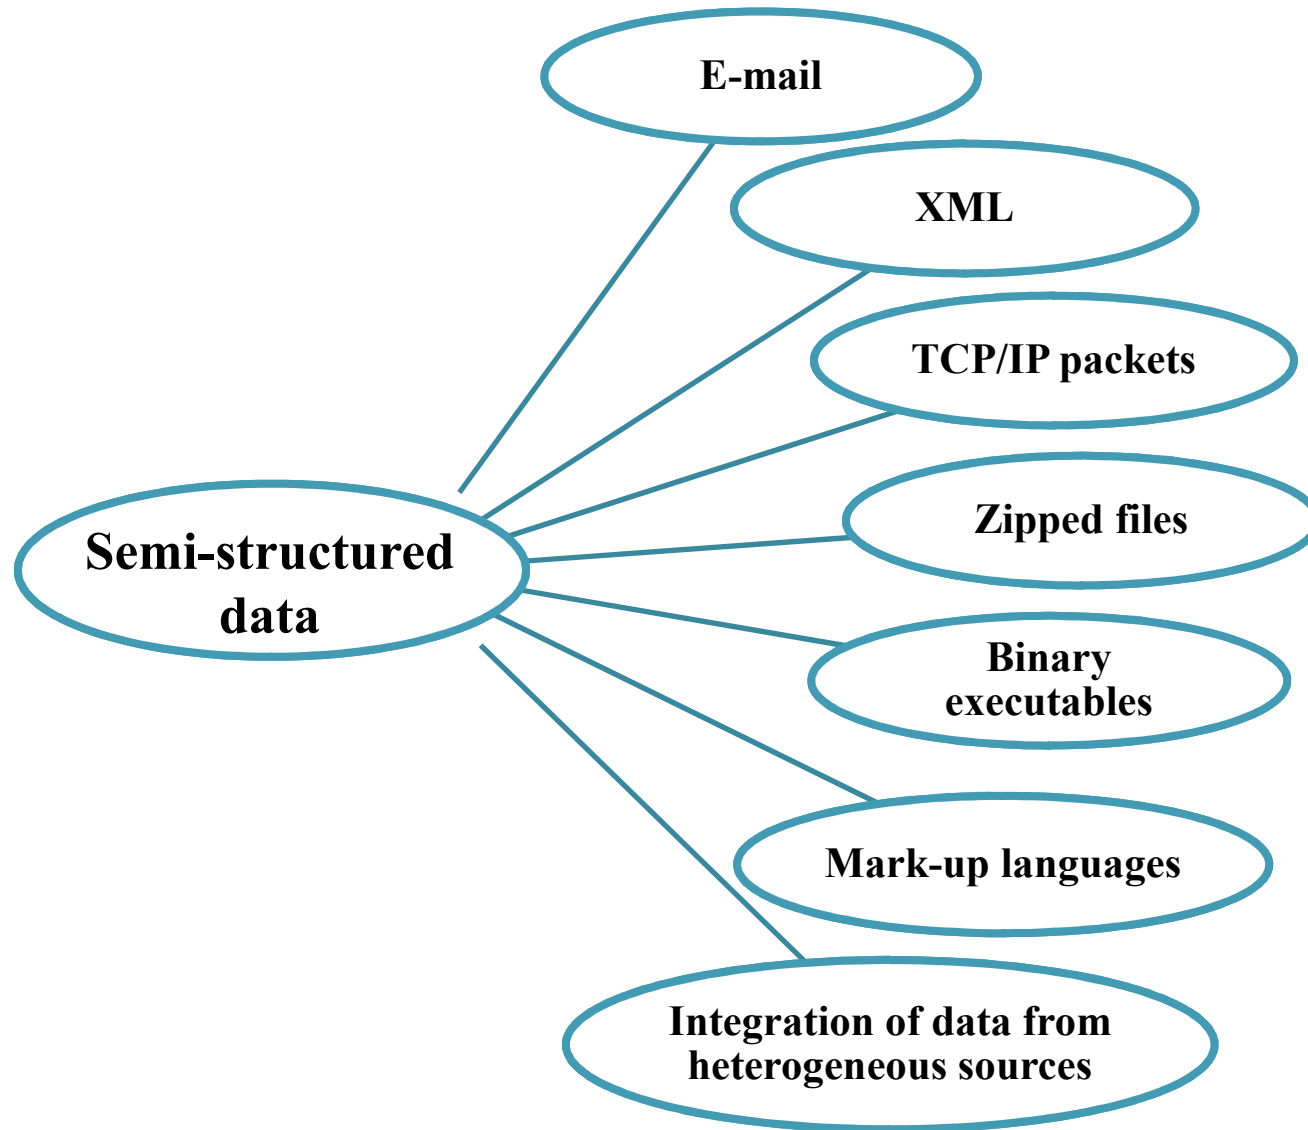 E-mail
XML
TCP/IP packets
Zipped files
Semi-structured
data
Binary
executables
Mark-up languages
Integration of data from
heterogeneous sources